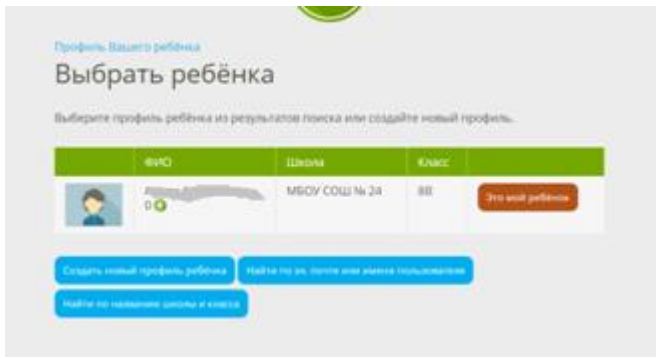 Профиль Вашего ребёнка
Выбрать ребёнка
Выберите профиль ребёнка из результатов поиска или создайте новый профиль.
ФИО Школа Класс
МБОУ СОШ № 24 8В Это мой ребёнок
0
Создать новый профиль ребёнка Найти по эл. почте или имени пользователя
Найти по названию школы и класса